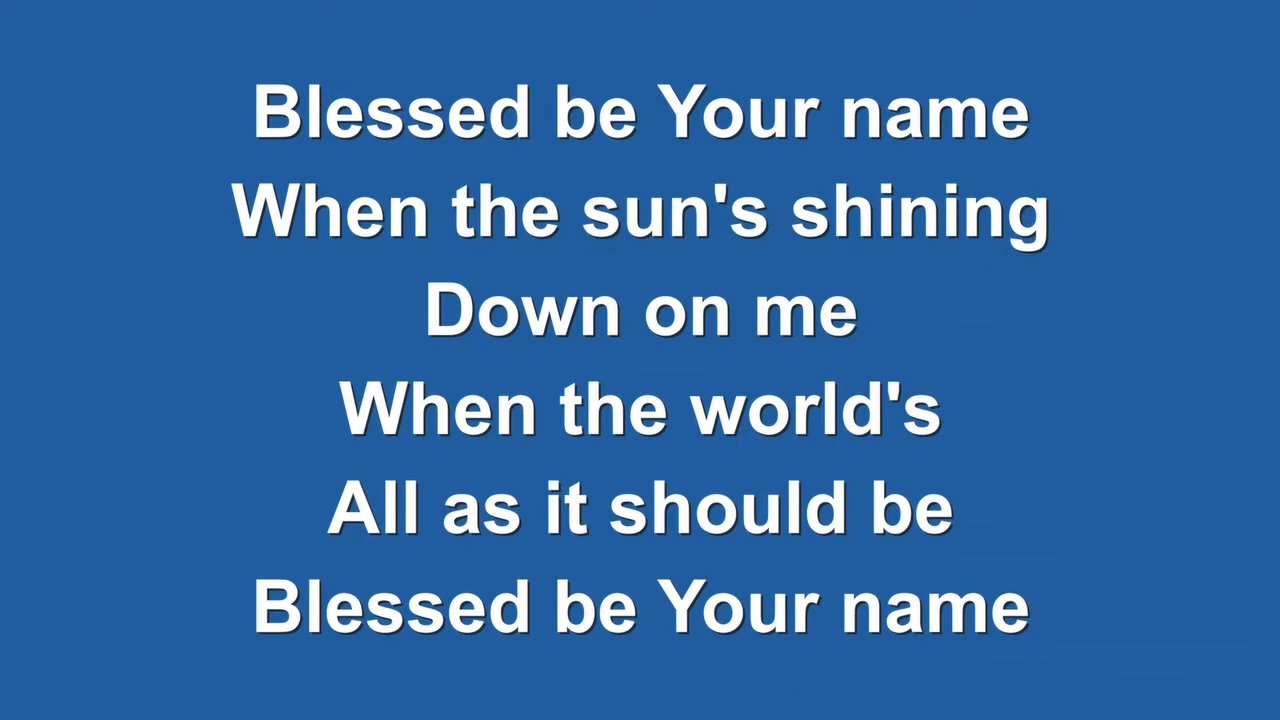 Blessed be Your name
When the sun's shining
Down on me
When the world's
All as it should be
Blessed be Your name